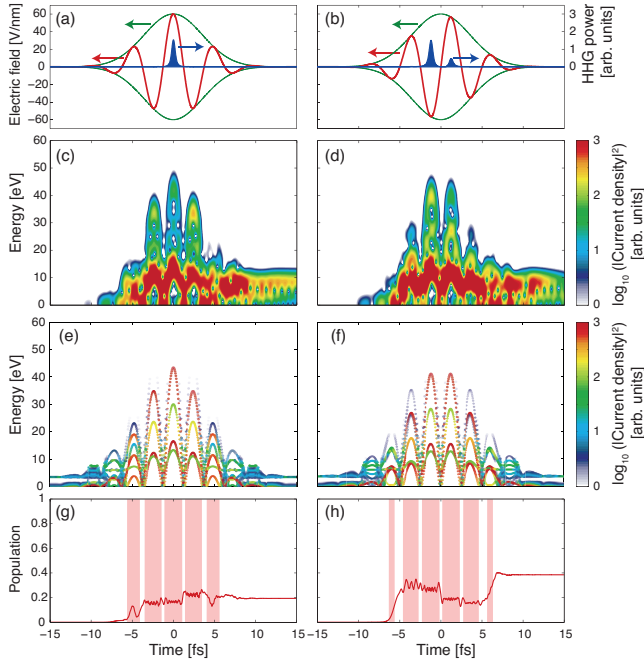 (a) (b)
Electric field [V/nm]
60
40
20
0
−20
−40
−60
3
2
1
0
HHG power
[arb. units]
(c) (d)
Energy [eV]
60
50
40
30
20
10
0
3
2
1
0
log10 (|Current density|²)
[arb. units]
(e) (f)
Energy [eV]
60
50
40
30
20
10
0
3
2
1
0
log10 (|Current density|²)
[arb. units]
(g) (h)
Population
1
0.8
0.6
0.4
0.2
0
−15 −10 −5 0 5 10 15 −15 −10 −5 0 5 10 15
Time [fs] Time [fs]